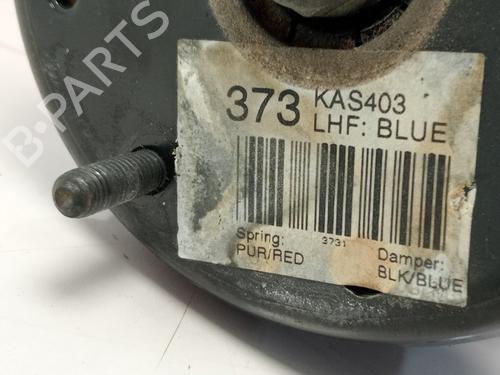 B-PARTS
373 KAS403
LHF: BLUE
3731
Spring:
PUR/RED
Damper:
BLK/BLUE